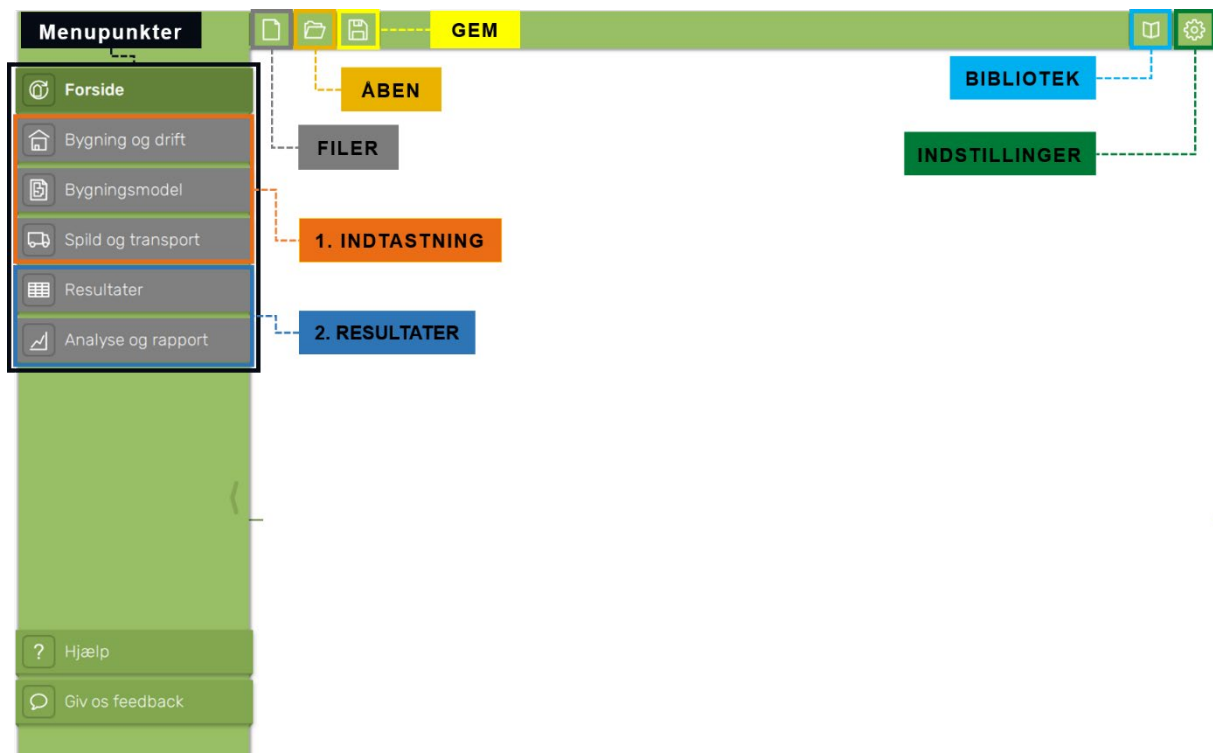 Menupunkter
GEM
Forside
ÅBEN
BIBLIOTEK
Bygning og drift
FILER
INDSTILLINGER
Bygningsmodel
Spild og transport
1. INDTASTNING
Resultater
2. RESULTATER
Analyse og rapport
? Hjælp
Giv os feedback